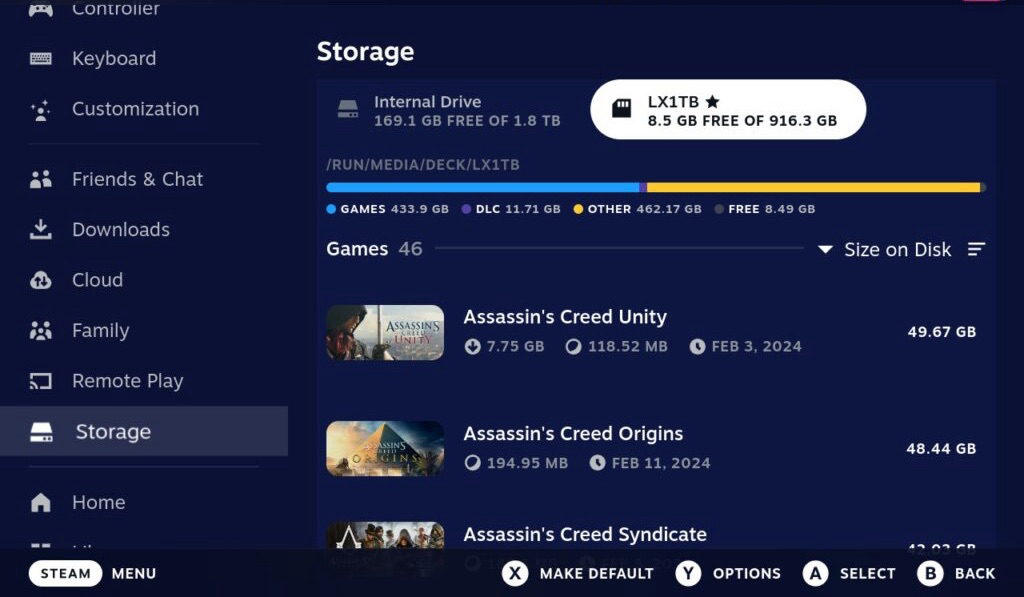 Controller
Keyboard
Customization
Friends & Chat
Downloads
Cloud
Family
Remote Play
Storage
Home
Storage
Internal Drive
169.1 GB FREE OF 1.8 TB
LX1TB ★
8.5 GB FREE OF 916.3 GB
/RUN/MEDIA/DECK/LX1TB
GAMES 433.9 GB DLC 11.71 GB OTHER 462.17 GB FREE 8.49 GB
Games 46
Size on Disk
ASSASSIN'S CREED UNITY
Assassin's Creed Unity
7.75 GB 118.52 MB FEB 3, 2024
49.67 GB
ASSASSIN'S CREED ORIGINS
Assassin's Creed Origins
194.95 MB FEB 11, 2024
48.44 GB
Assassin's Creed Syndicate
STEAM MENU
X MAKE DEFAULT Y OPTIONS A SELECT B BACK